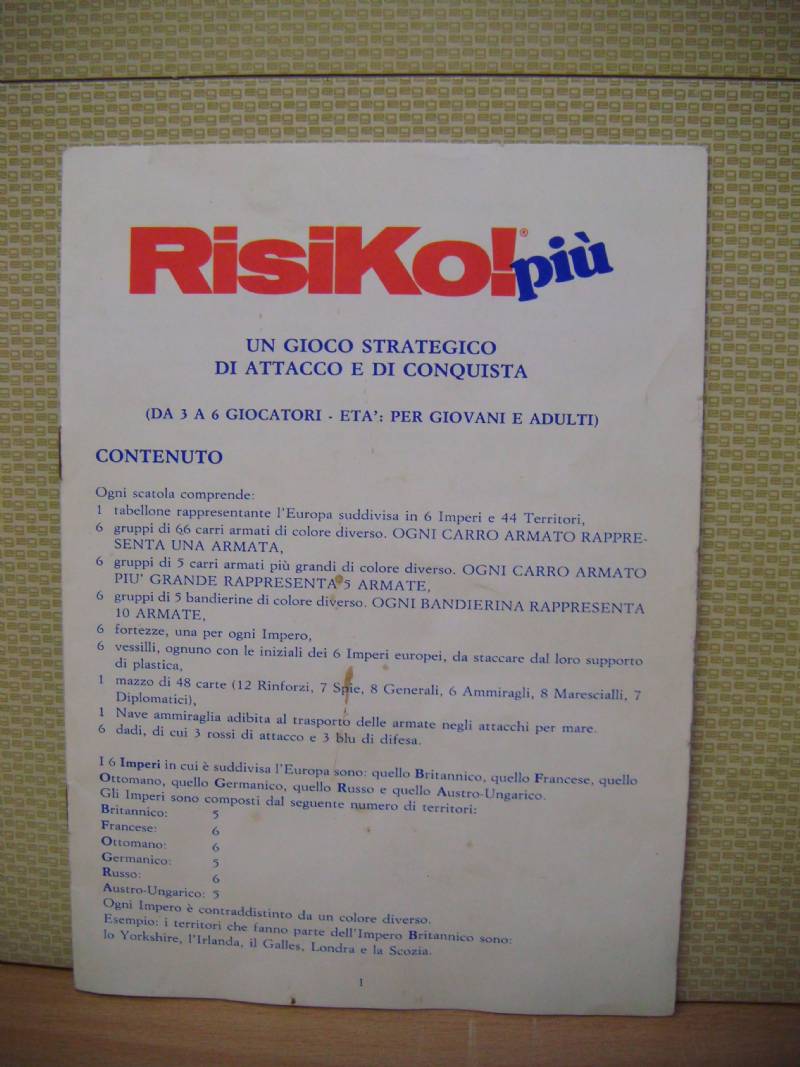 RisiKo!® più
UN GIOCO STRATEGICO
DI ATTACCO E DI CONQUISTA
(DA 3 A 6 GIOCATORI - ETA': PER GIOVANI E ADULTI)
CONTENUTO
Ogni scatola comprende:
1 tabellone rappresentante l'Europa suddivisa in 6 Imperi e 44 Territori,
6 gruppi di 66 carri armati di colore diverso. OGNI CARRO ARMATO RAPPRE-
SENTA UNA ARMATA,
6 gruppi di 5 carri armati più grandi di colore diverso. OGNI CARRO ARMATO
PIU' GRANDE RAPPRESENTA 5 ARMATE,
6 gruppi di 5 bandierine di colore diverso. OGNI BANDIERINA RAPPRESENTA
10 ARMATE,
6 fortezze, una per ogni Impero,
6 vessilli, ognuno con le iniziali dei 6 Imperi europei, da staccare dal loro supporto
di plastica,
1 mazzo di 48 carte (12 Rinforzi, 7 Spie, 8 Generali, 6 Ammiragli, 8 Marescialli, 7
Diplomatici),
1 Nave ammiraglia adibita al trasporto delle armate negli attacchi per mare.
6 dadi, di cui 3 rossi di attacco e 3 blu di difesa.
I 6 Imperi in cui è suddivisa l'Europa sono: quello Britannico, quello Francese, quello
Ottomano, quello Germanico, quello Russo e quello Austro-Ungarico.
Gli Imperi sono composti dal seguente numero di territori:
Britannico: 5
Francese: 6
Ottomano: 6
Germanico: 5
Russo: 6
Austro-Ungarico: 5
Ogni Impero è contraddistinto da un colore diverso.
Esempio: i territori che fanno parte dell'Impero Britannico sono:
lo Yorkshire, l'Irlanda, il Galles, Londra e la Scozia.
1